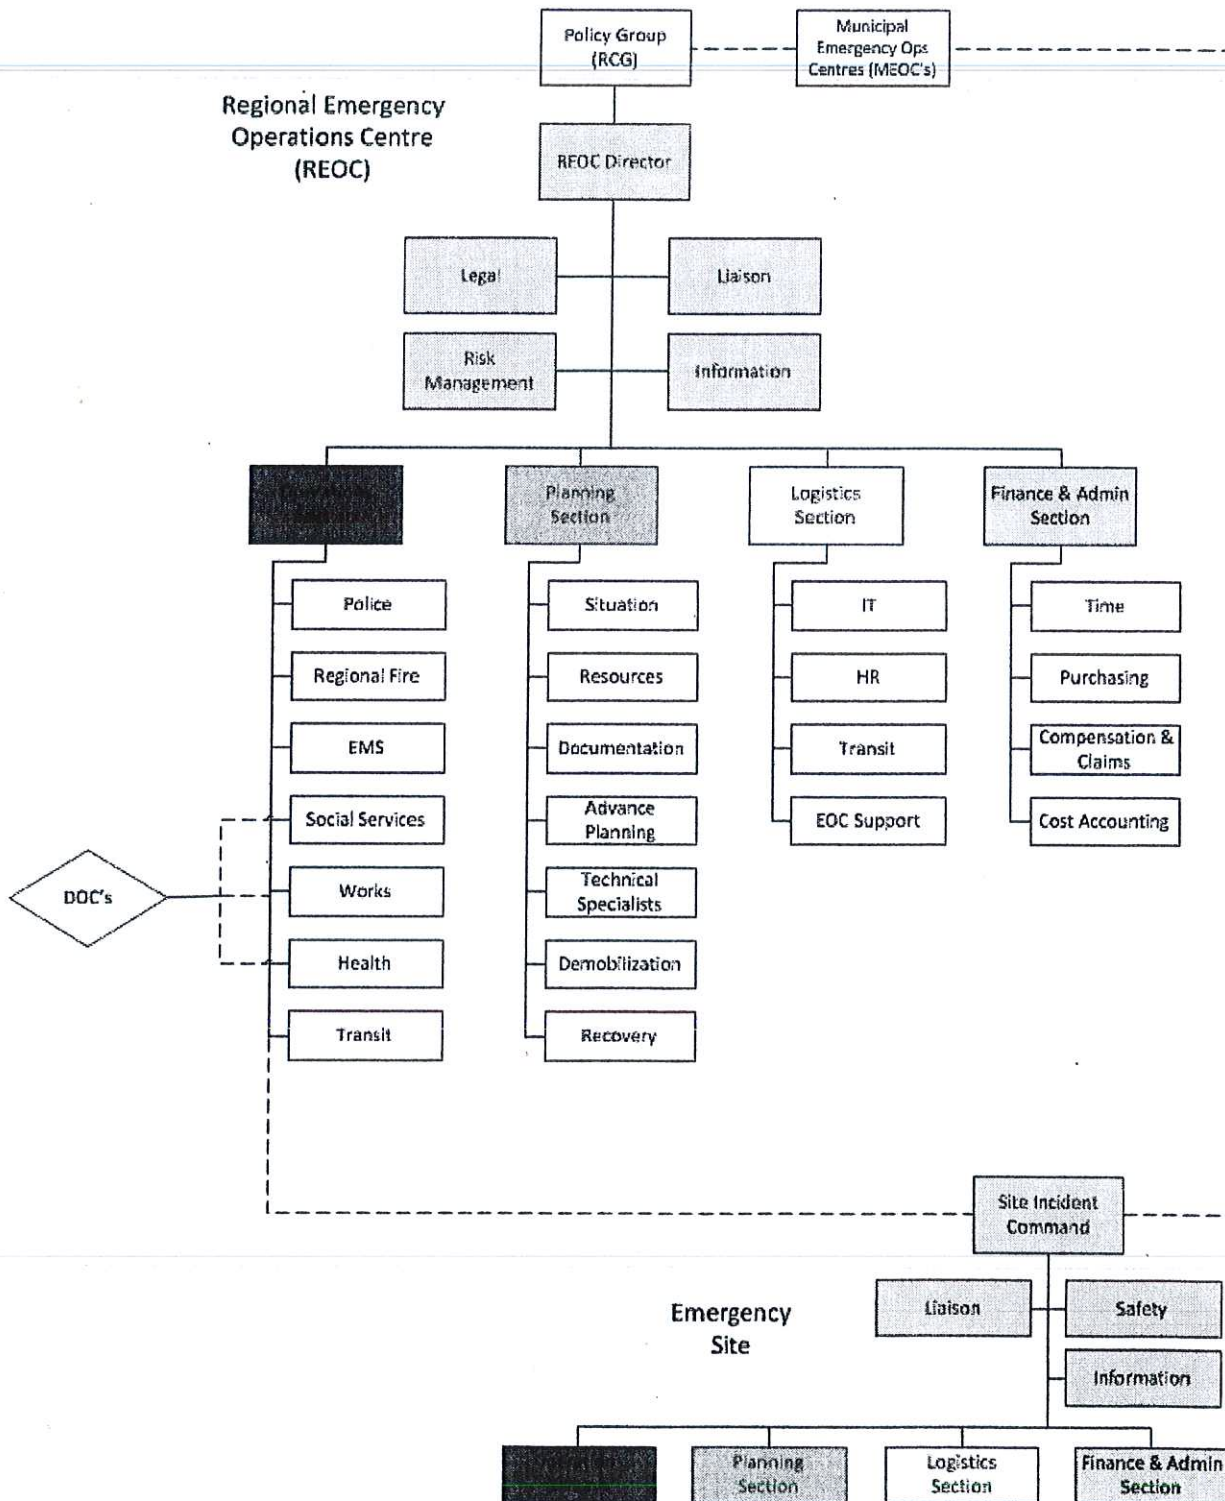 Policy Group
(RCG)
Municipal
Emergency Ops
Centres (MEOC's)
Regional Emergency
Operations Centre
(REOC)
REOC Director
Legal
Liaison
Risk
Management
Information
Planning
Section
Logistics
Section
Finance & Admin
Section
Police
Situation
IT
Time
Regional Fire
Resources
HR
Purchasing
EMS
Documentation
Transit
Compensation &
Claims
Social Services
Advance
Planning
EOC Support
Cost Accounting
DOC's
Works
Technical
Specialists
Health
Demobilization
Transit
Recovery
Site Incident
Command
Emergency
Site
Liaison
Safety
Information
Planning
Section
Logistics
Section
Finance & Admin
Section